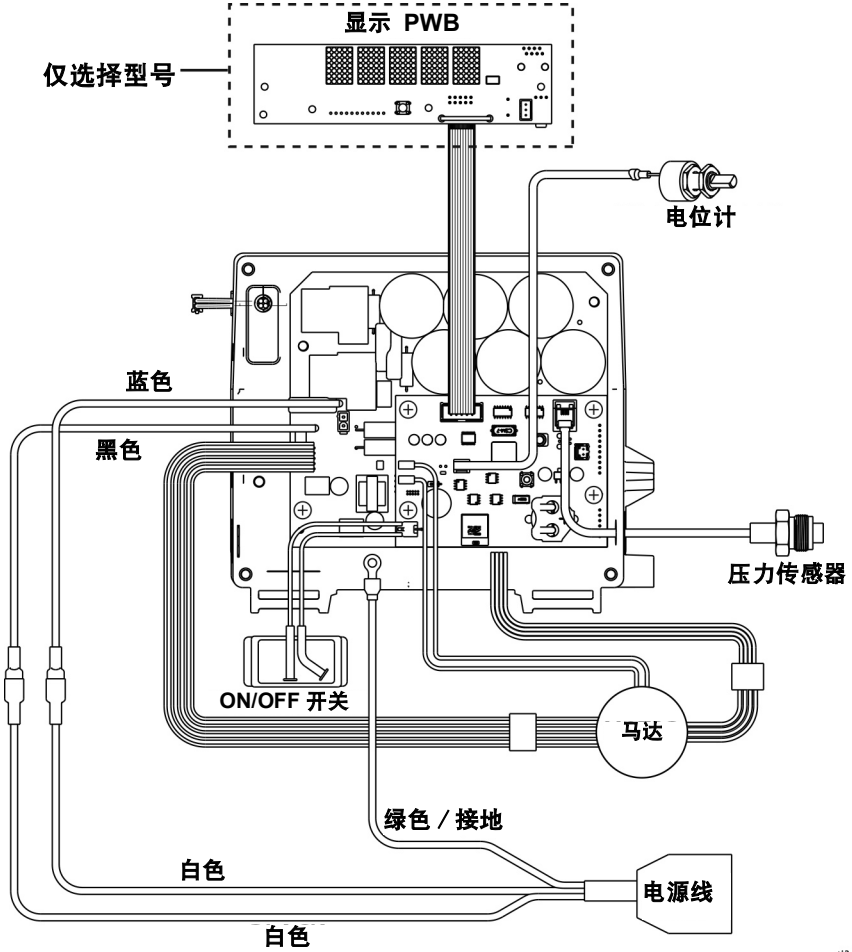 显示 PWB
仅选择型号
电位计
蓝色
黑色
压力传感器
ON/OFF 开关
马达
绿色 / 接地
白色
电源线
白色